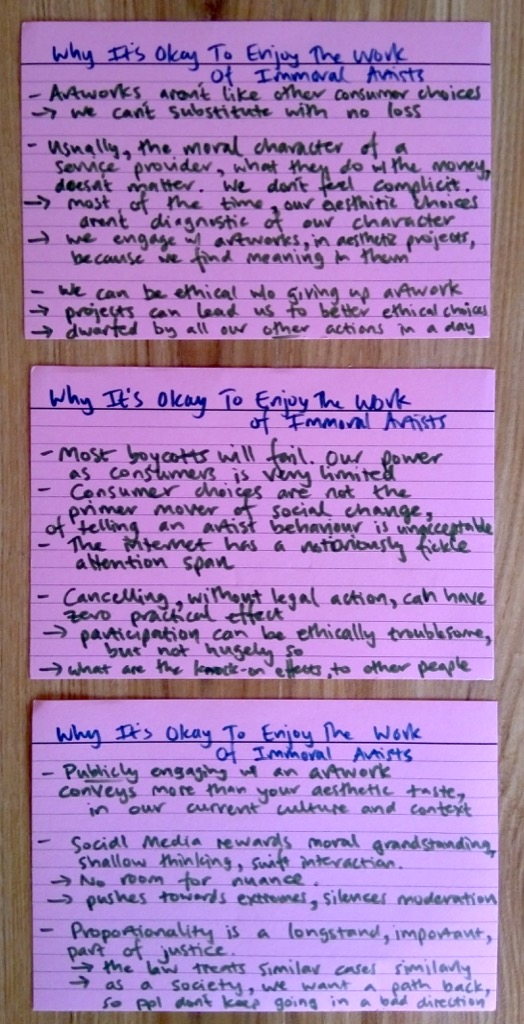 Why It's Okay To Enjoy The Work
Of Immoral Artists
- Artworks aren't like other consumer choices
→ we can't substitute with no loss
- Usually, the moral character of a
service provider, what they do w/ the money,
doesn't matter. We don't feel complicit.
→ most of the time, our aesthitic choices
arent diagnostic of our character
→ we engage w/ artworks, in aesthetic projects,
because we find meaning in them
- We can be ethical w/o giving up artwork
→ projects can lead us to better ethical choices
→ dwarfed by all our other actions in a day
Why It's Okay To Enjoy The Work
of Immoral Artists
- Most boycotts will fail. Our power
as consumers is very limited
- Consumer choices are not the
primer mover of social change,
of telling an artist behaviour is unacceptable
- The internet has a notoriously fickle
attention span
- Cancelling, without legal action, can have
zero practical effect
→ participation can be ethically troublesome,
but not hugely so
→ what are the knock-on effects, to other people
Why It's Okay To Enjoy The Work
Of Immoral Artists
- Publicly engaging w/ an artwork
conveys more than your aesthetic taste,
in our current culture and context
- Social Media rewards moral grandstanding,
shallow thinking, swift interaction.
→ No room for nuance.
→ pushes towards extremes, silences moderation
- Proportionality is a longstand, important,
part of justice.
→ the law treats similar cases similarly
→ as a society, we want a path back,
so ppl don't keep going in a bad direction